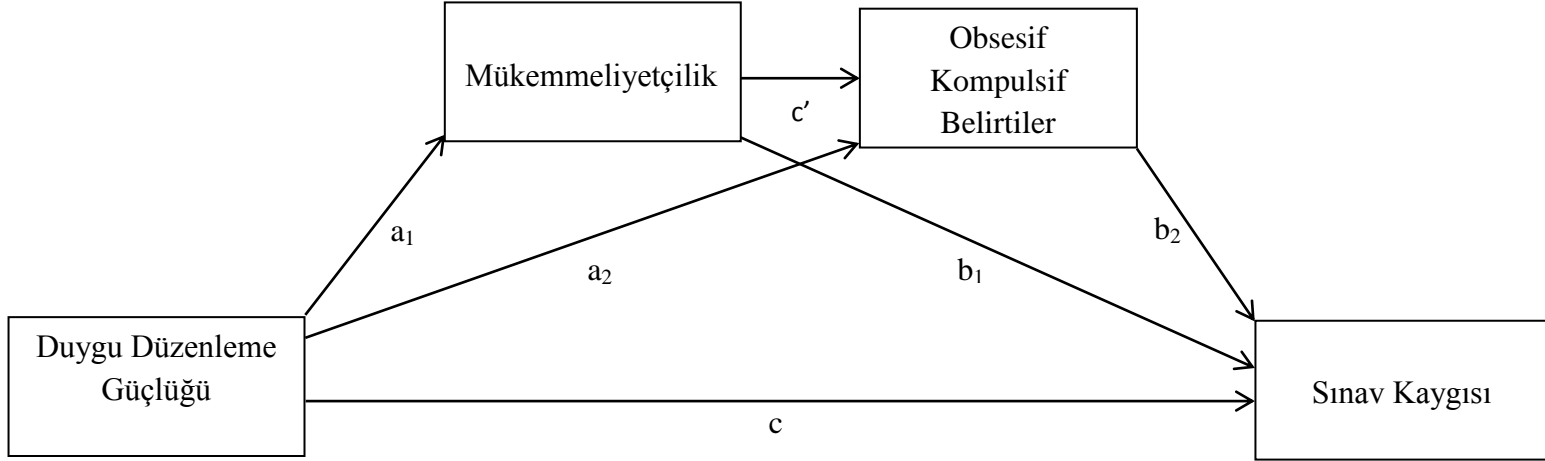 Mükemmeliyetçilik
Obsesif
Kompulsif
Belirtiler
c’
a₁
a₂
b₁
b₂
Duygu Düzenleme
Güçlüğü
Sınav Kaygısı
c